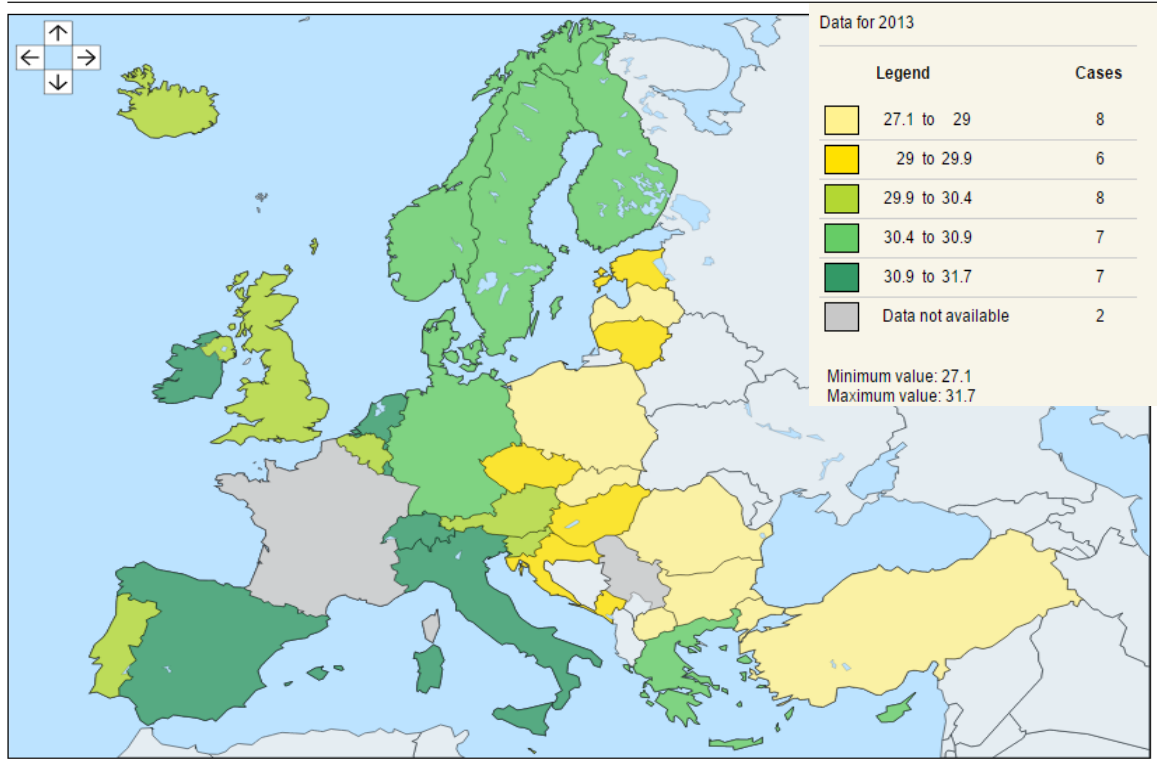 Data for 2013
Legend Cases
27.1 to 29 8
29 to 29.9 6
29.9 to 30.4 8
30.4 to 30.9 7
30.9 to 31.7 7
Data not available 2
Minimum value: 27.1
Maximum value: 31.7